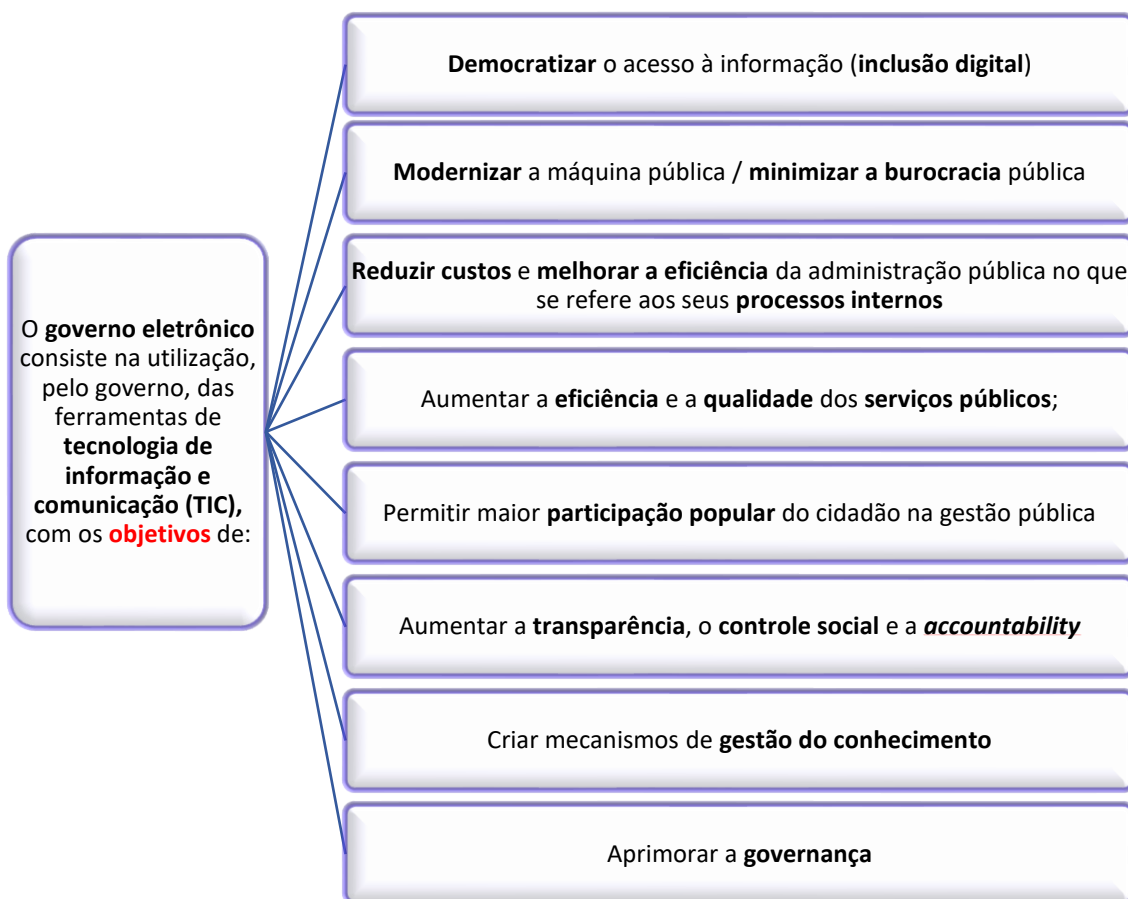 O governo eletrônico
consiste na utilização,
pelo governo, das
ferramentas de
tecnologia de
informação e
comunicação (TIC),
com os objetivos de:
Democratizar o acesso à informação (inclusão digital)
Modernizar a máquina pública / minimizar a burocracia pública
Reduzir custos e melhorar a eficiência da administração pública no que
se refere aos seus processos internos
Aumentar a eficiência e a qualidade dos serviços públicos;
Permitir maior participação popular do cidadão na gestão pública
Aumentar a transparência, o controle social e a accountability
Criar mecanismos de gestão do conhecimento
Aprimorar a governança